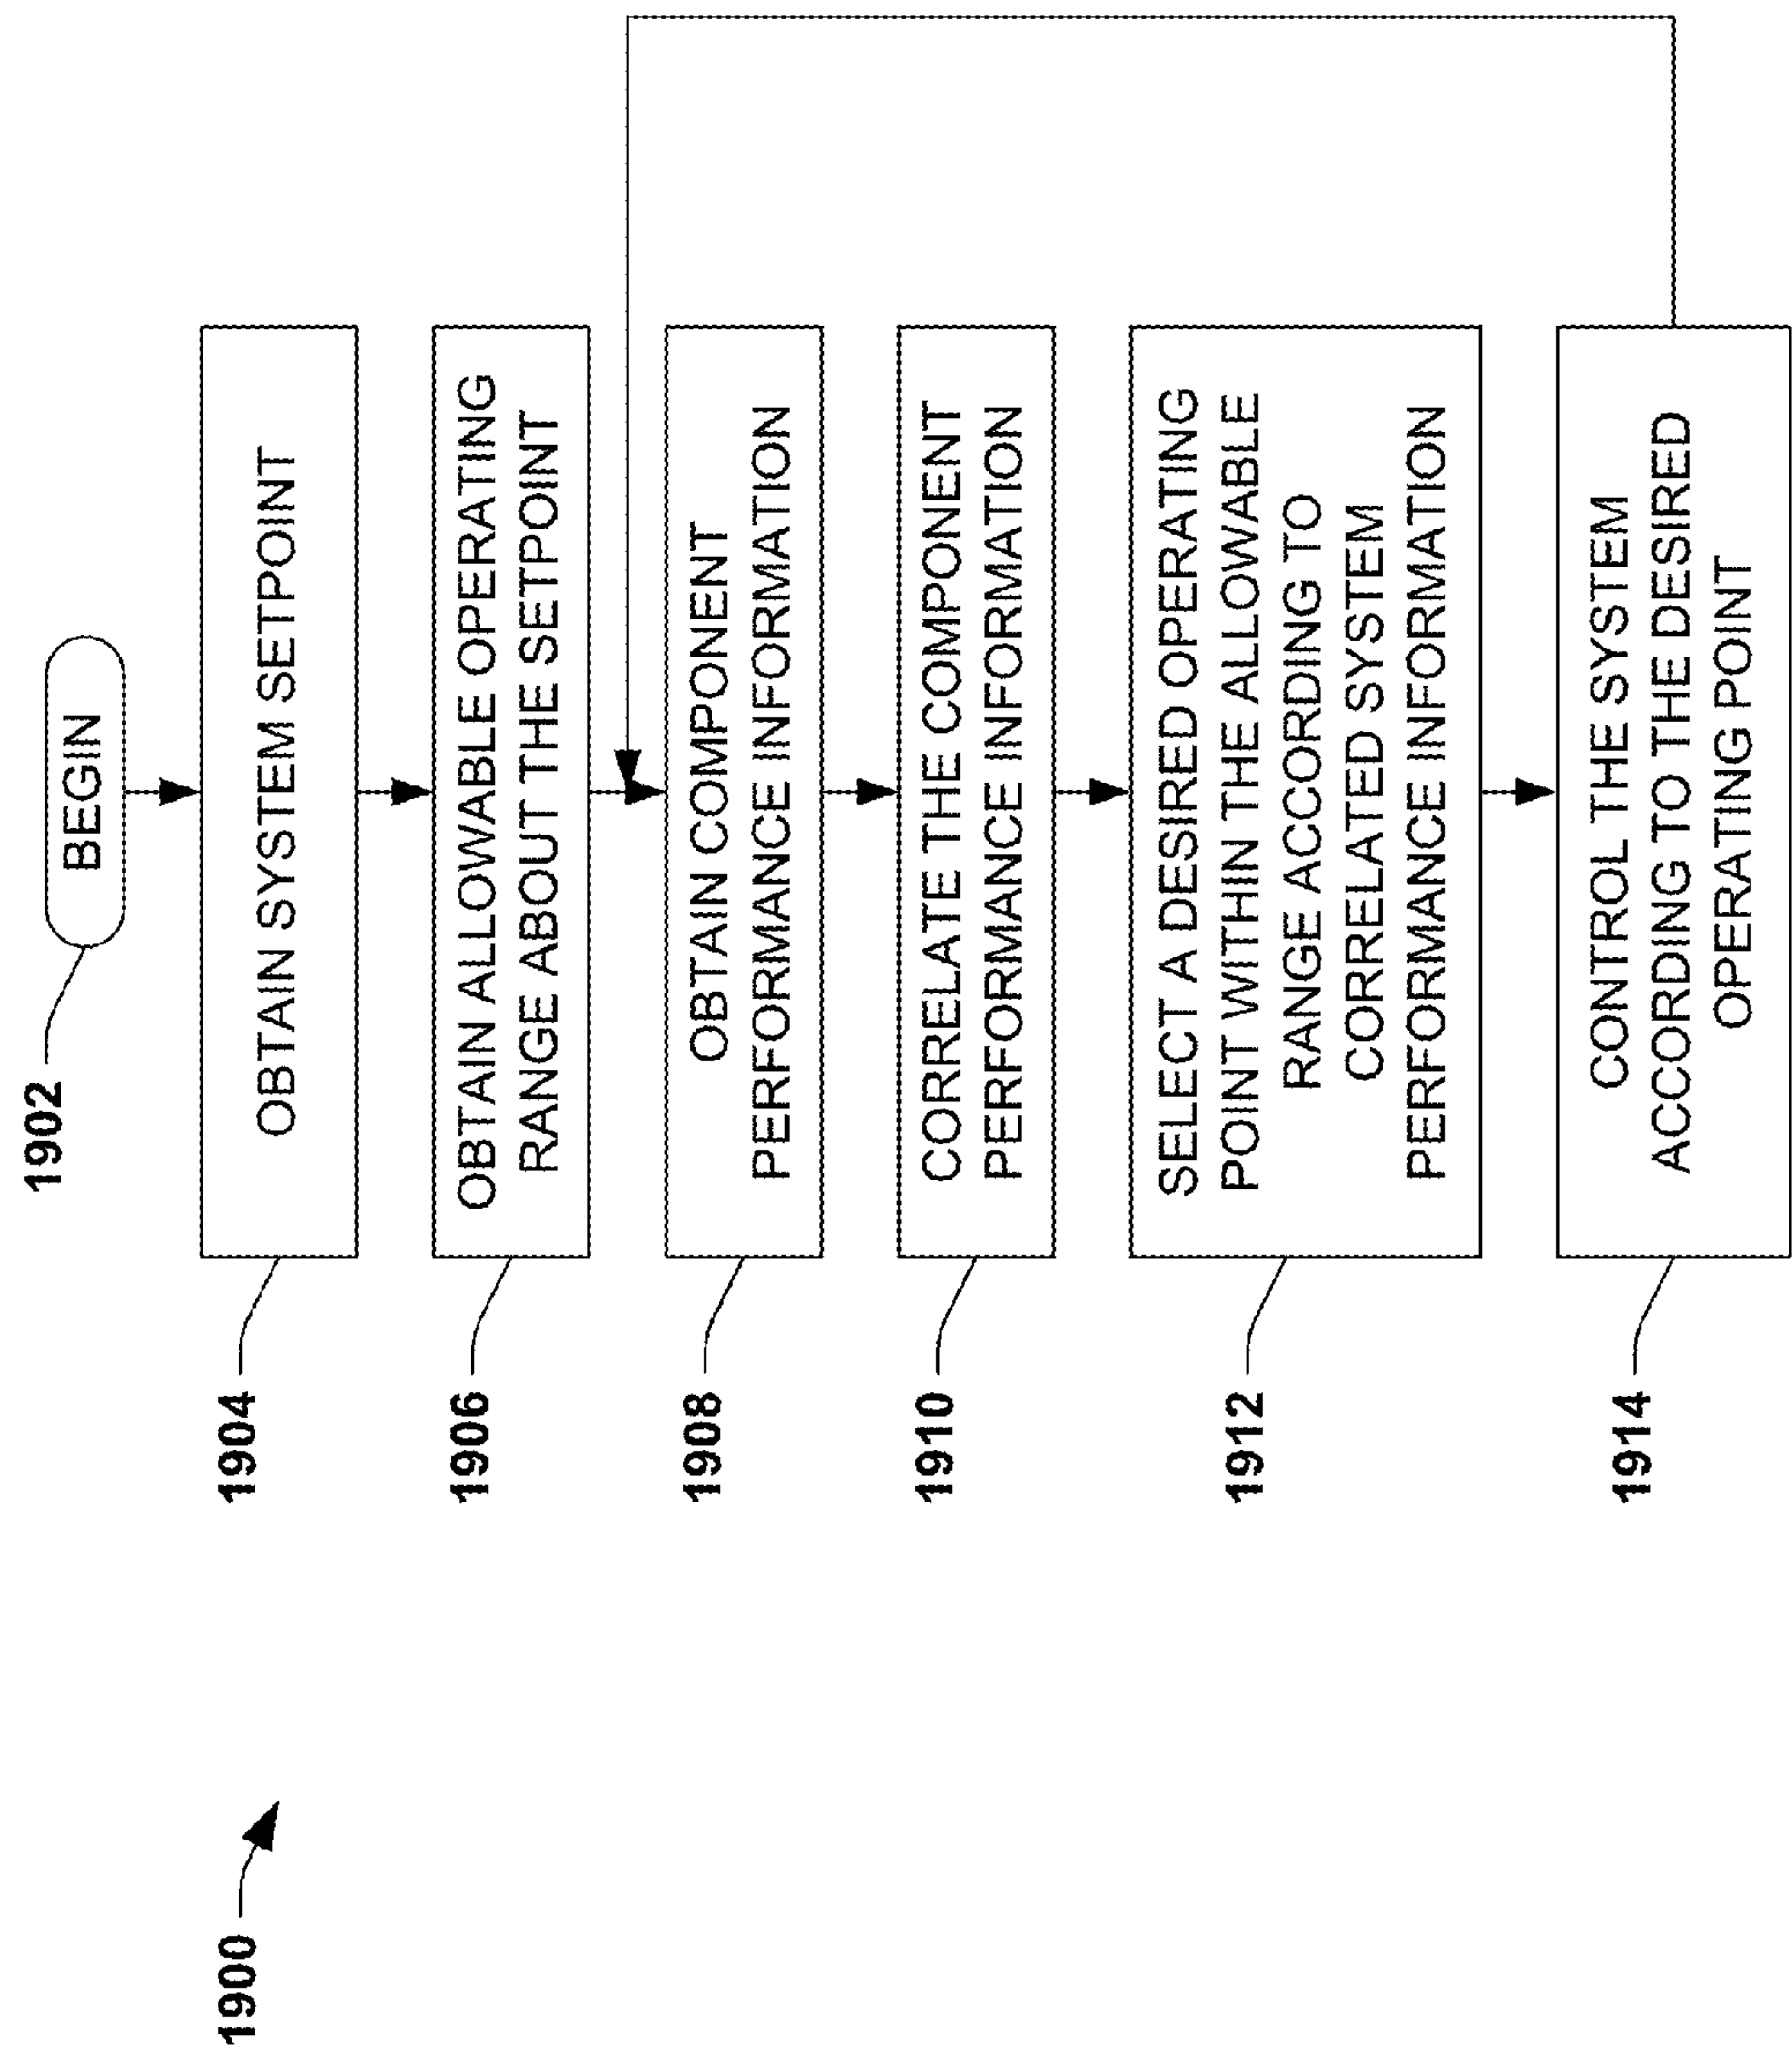 1900
1902
BEGIN
1904
OBTAIN SYSTEM SETPOINT
1906
OBTAIN ALLOWABLE OPERATING
RANGE ABOUT THE SETPOINT
1908
OBTAIN COMPONENT
PERFORMANCE INFORMATION
1910
CORRELATE THE COMPONENT
PERFORMANCE INFORMATION
1912
SELECT A DESIRED OPERATING
POINT WITHIN THE ALLOWABLE
RANGE ACCORDING TO
CORRELATED SYSTEM
PERFORMANCE INFORMATION
1914
CONTROL THE SYSTEM
ACCORDING TO THE DESIRED
OPERATING POINT